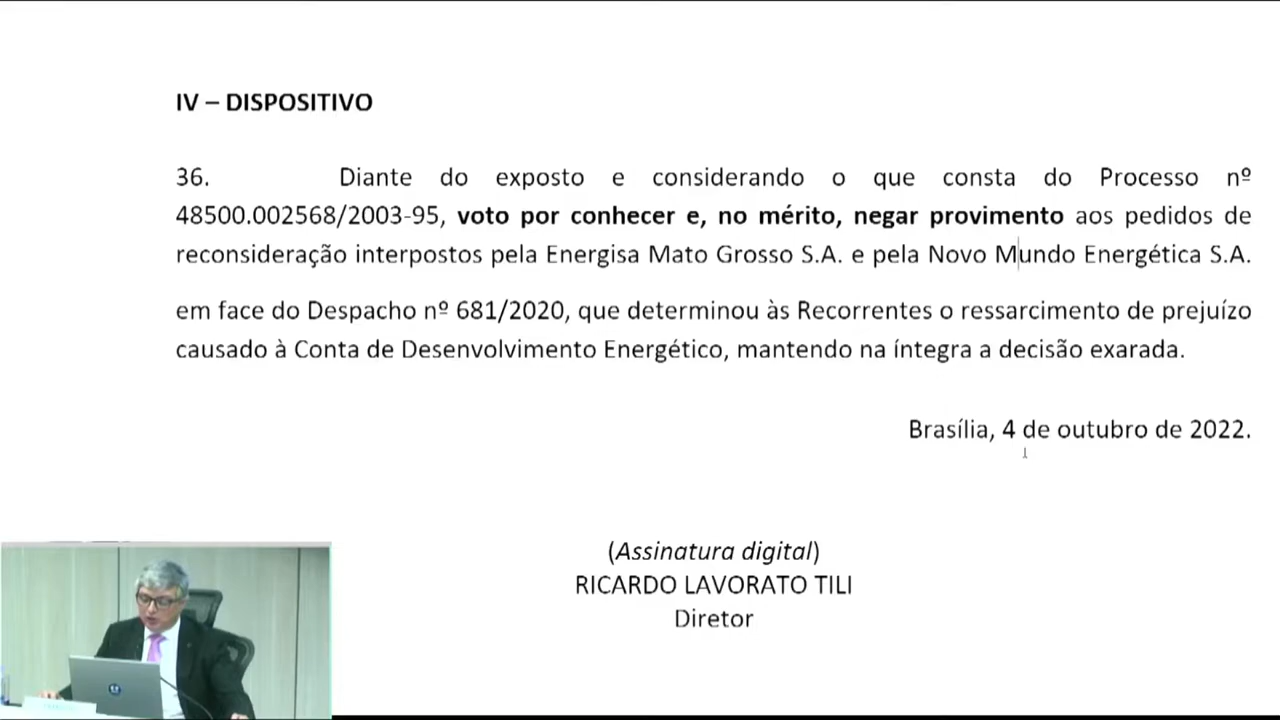 IV – DISPOSITIVO
36. Diante do exposto e considerando o que consta do Processo nº
48500.002568/2003-95, voto por conhecer e, no mérito, negar provimento aos pedidos de
reconsideração interpostos pela Energisa Mato Grosso S.A. e pela Novo Mundo Energética S.A.
em face do Despacho nº 681/2020, que determinou às Recorrentes o ressarcimento de prejuízo
causado à Conta de Desenvolvimento Energético, mantendo na íntegra a decisão exarada.
Brasília, 4 de outubro de 2022.
(Assinatura digital)
RICARDO LAVORATO TILI
Diretor